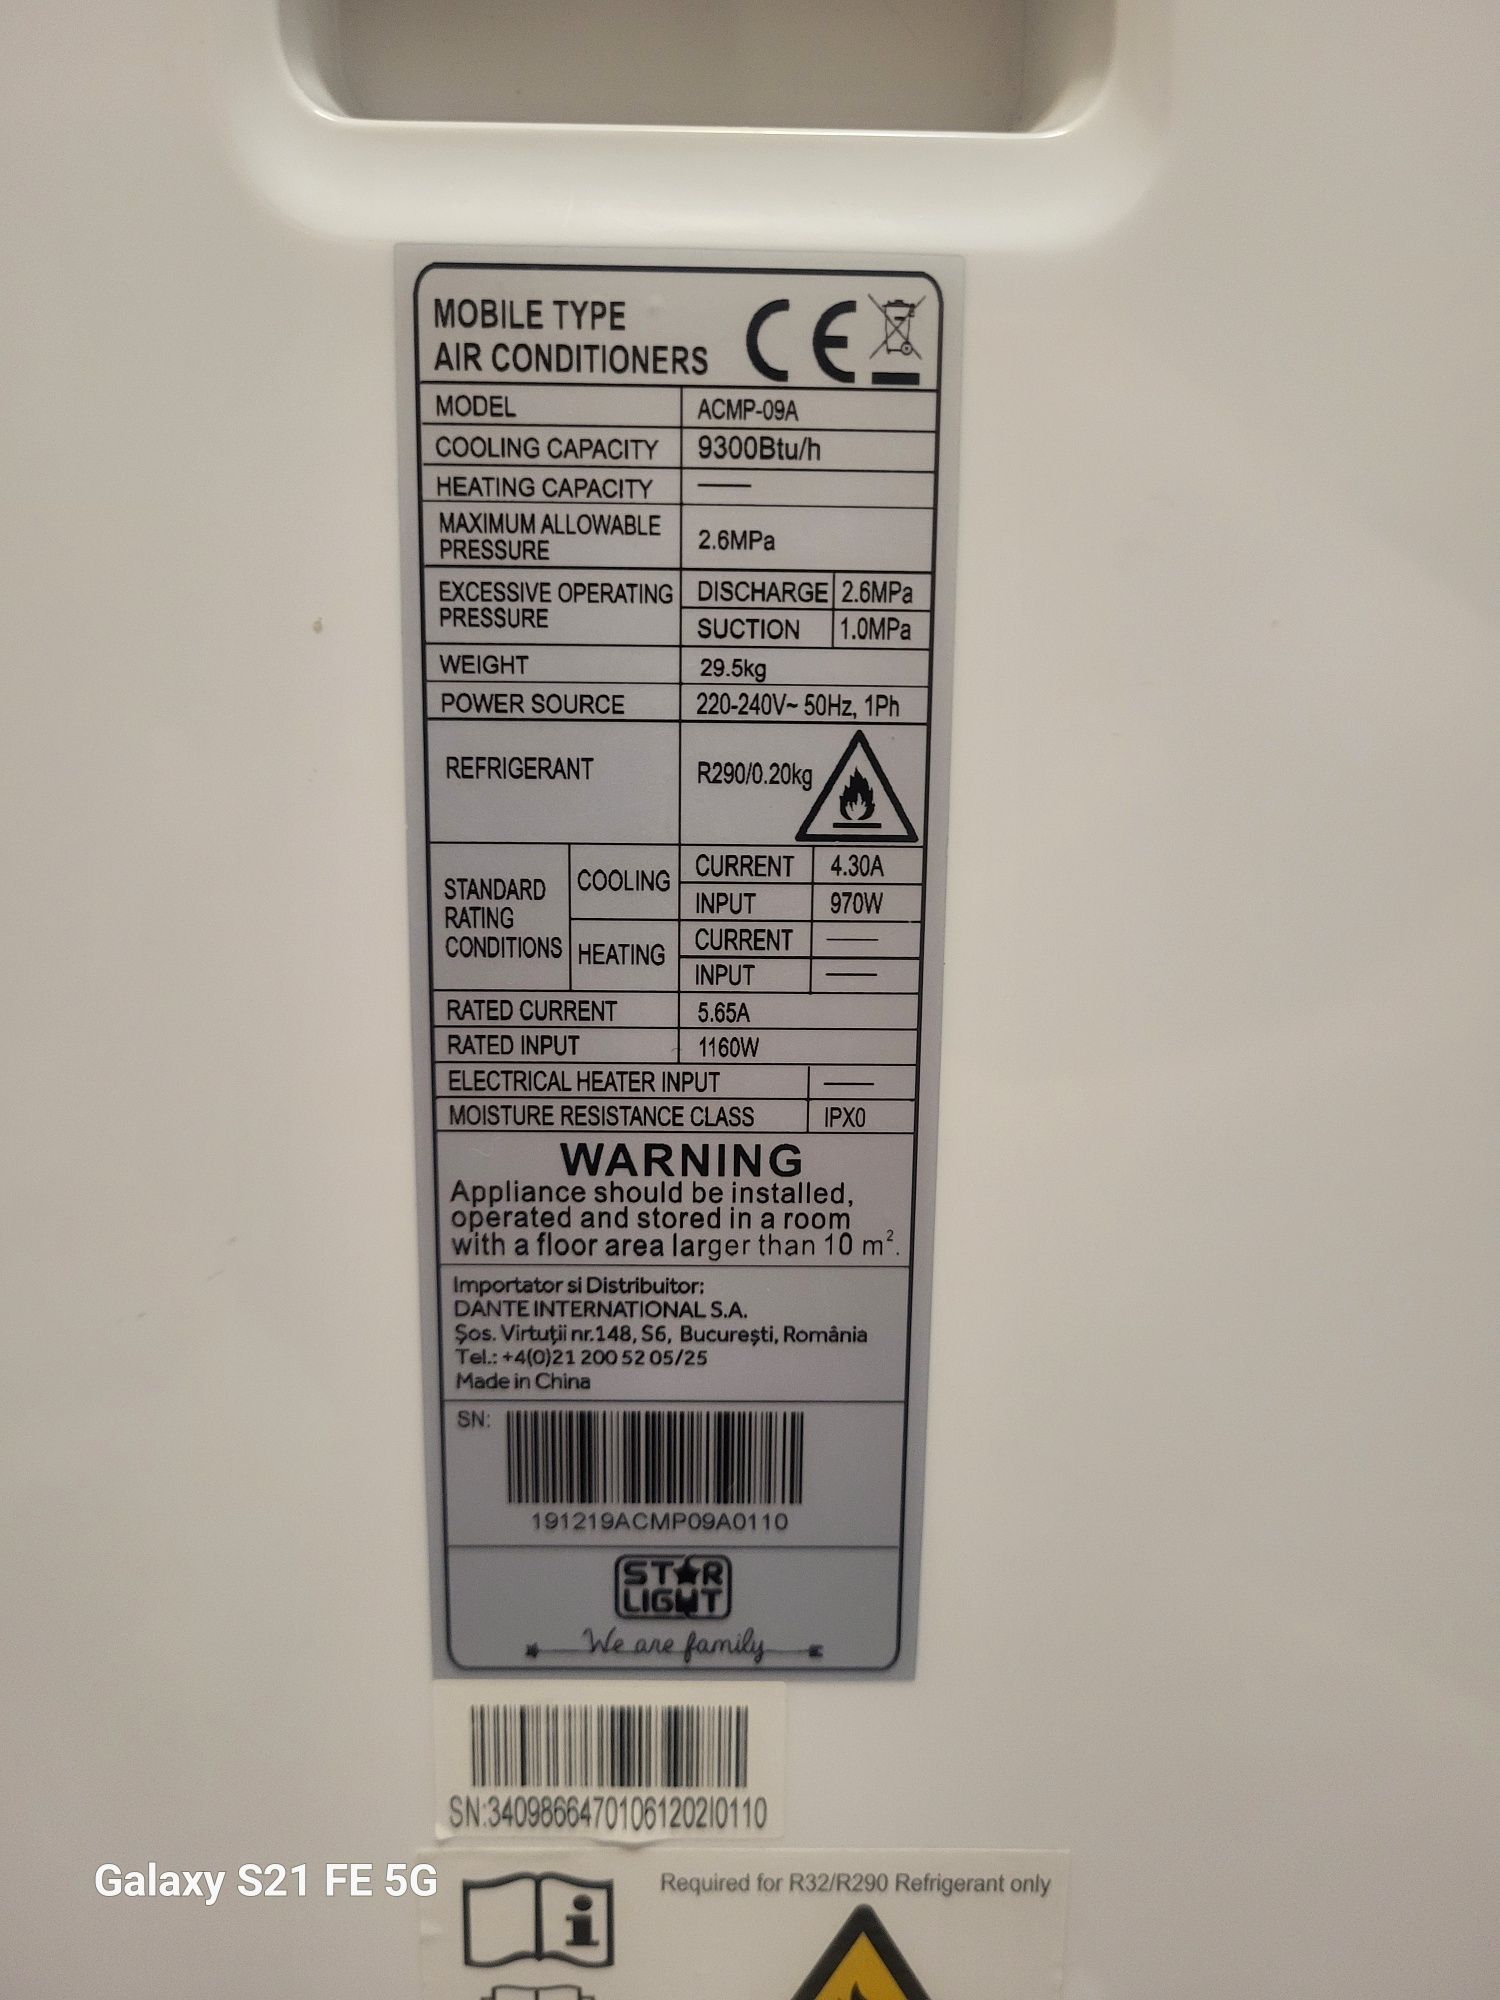 MOBILE TYPE
AIR CONDITIONERS
CE
MODEL ACMP-09A
COOLING CAPACITY 9300Btu/h
HEATING CAPACITY ——
MAXIMUM ALLOWABLE
PRESSURE 2.6MPa
EXCESSIVE OPERATING
PRESSURE
DISCHARGE 2.6MPa
SUCTION 1.0MPa
WEIGHT 29.5kg
POWER SOURCE 220-240V~ 50Hz, 1Ph
REFRIGERANT R290/0.20kg
STANDARD
RATING
CONDITIONS
COOLING
CURRENT 4.30A
INPUT 970W
HEATING
CURRENT ——
INPUT ——
RATED CURRENT 5.65A
RATED INPUT 1160W
ELECTRICAL HEATER INPUT ——
MOISTURE RESISTANCE CLASS IPX0
WARNING
Appliance should be installed,
operated and stored in a room
with a floor area larger than 10 m².
Importator si Distribuitor:
DANTE INTERNATIONAL S.A.
Șos. Virtuții nr.148, S6, București, România
Tel.: +4(0)21 200 52 05/25
Made in China
SN:
191219ACMP09A0110
STAR
LIGHT
We are family
SN:34098664701061202I0110
Galaxy S21 FE 5G
Required for R32/R290 Refrigerant only